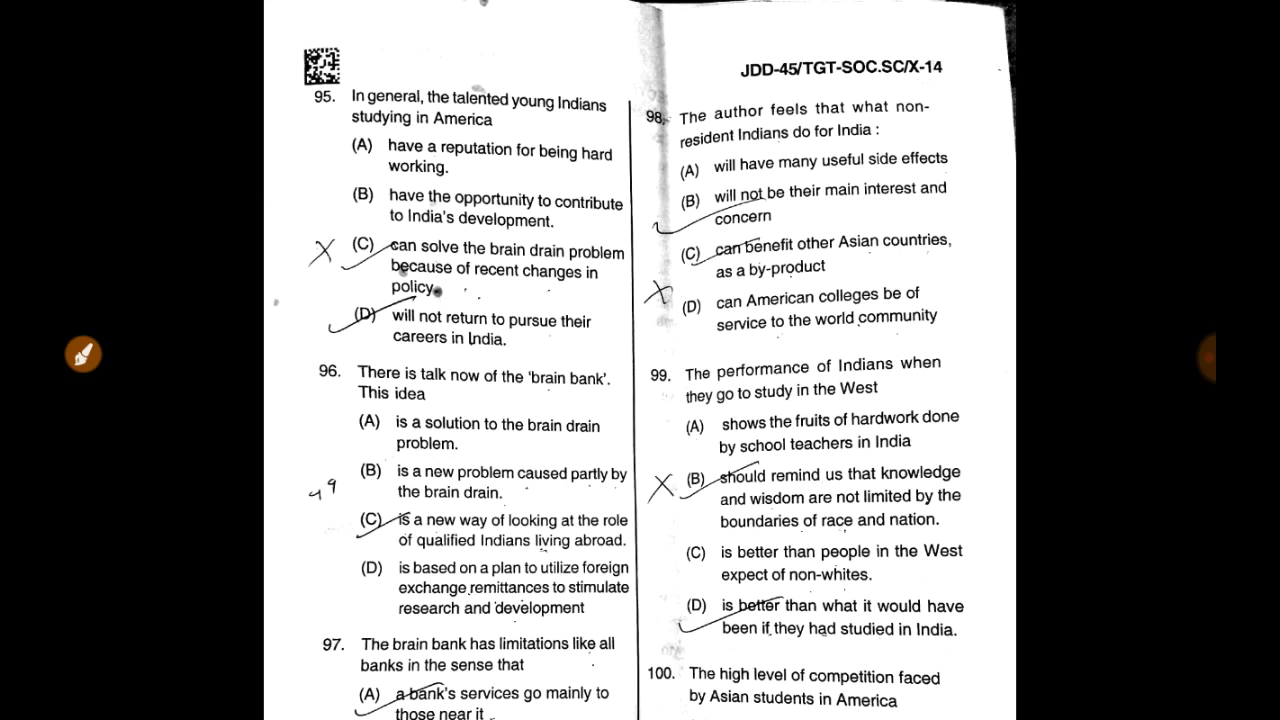 JDD-45/TGT-SOC.SC/X-14
95. In general, the talented young Indians
studying in America
(A) have a reputation for being hard
working.
(B) have the opportunity to contribute
to India's development.
X (C) can solve the brain drain problem
because of recent changes in
policy.
(D) will not return to pursue their
careers in India.
96. There is talk now of the 'brain bank'.
This idea
(A) is a solution to the brain drain
problem.
(B) is a new problem caused partly by
the brain drain.
(C) is a new way of looking at the role
of qualified Indians living abroad.
(D) is based on a plan to utilize foreign
exchange remittances to stimulate
research and development
97. The brain bank has limitations like all
banks in the sense that
(A) a bank's services go mainly to
those near it
98. The author feels that what non-
resident Indians do for India :
(A) will have many useful side effects
(B) will not be their main interest and
concern
(C) can benefit other Asian countries,
as a by-product
X (D) can American colleges be of
service to the world community
99. The performance of Indians when
they go to study in the West
(A) shows the fruits of hardwork done
by school teachers in India
X (B) should remind us that knowledge
and wisdom are not limited by the
boundaries of race and nation.
(C) is better than people in the West
expect of non-whites.
(D) is better than what it would have
been if they had studied in India.
100. The high level of competition faced
by Asian students in America